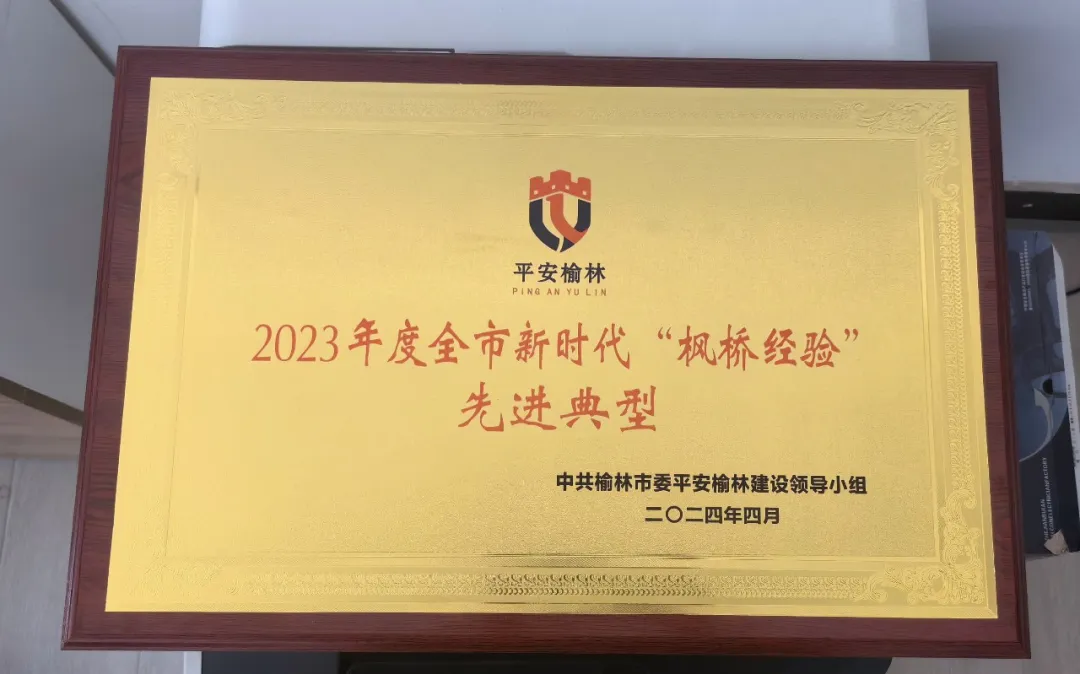 平安榆林
PING AN YU LIN
2023年度全市新时代“枫桥经验”
先进典型
中共榆林市委平安榆林建设领导小组
二〇二四年四月